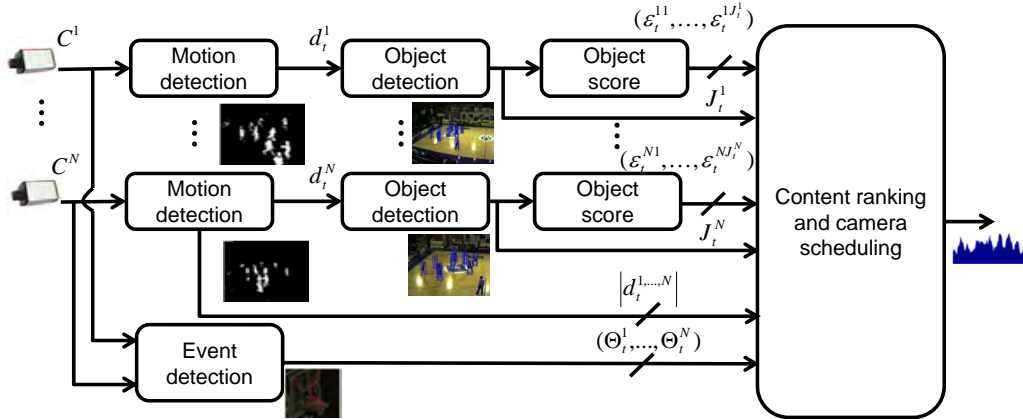 C^1
d_t^1
(ε_t^{11},...,ε_t^{1J_t^1})
Motion
detection
Object
detection
Object
score
J_t^1
C^N
d_t^N
(ε_t^{N1},...,ε_t^{NJ_t^N})
Motion
detection
Object
detection
Object
score
J_t^N
Content ranking
and camera
scheduling
|d_t^{1,...,N}|
(Θ_t^1,...,Θ_t^N)
Event
detection